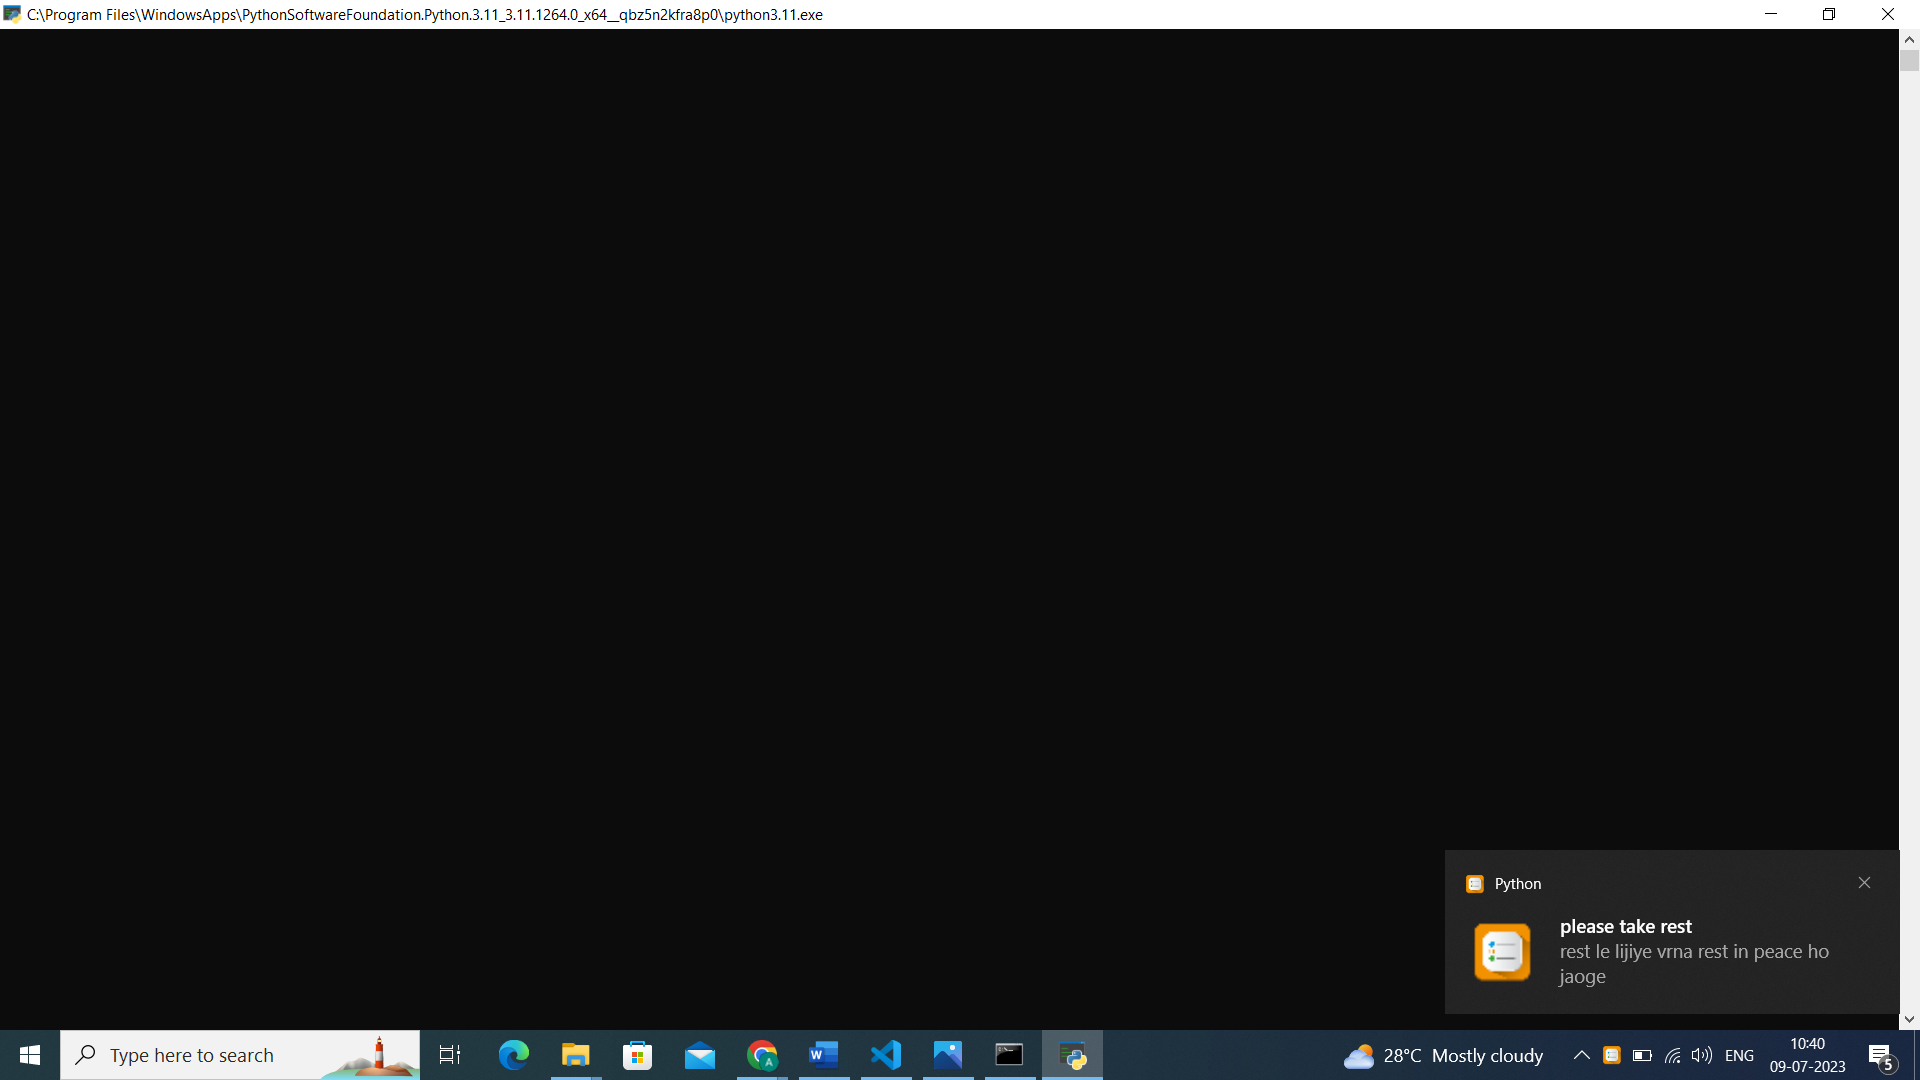 C:\Program Files\WindowsApps\PythonSoftwareFoundation.Python.3.11_3.11.1264.0_x64__qbz5n2kfra8p0\python3.11.exe
Python
please take rest
rest le lijiye vrna rest in peace ho
jaoge
Type here to search
28°C Mostly cloudy
ENG
10:40
09-07-2023
5